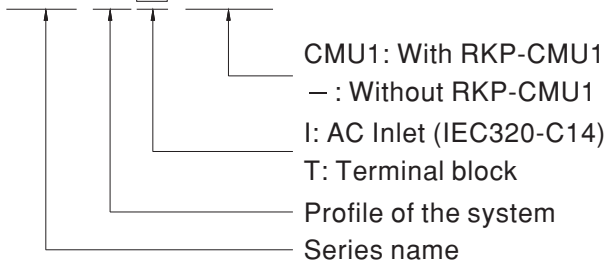 CMU1: With RKP-CMU1
– : Without RKP-CMU1
I: AC Inlet (IEC320-C14)
T: Terminal block
Profile of the system
Series name